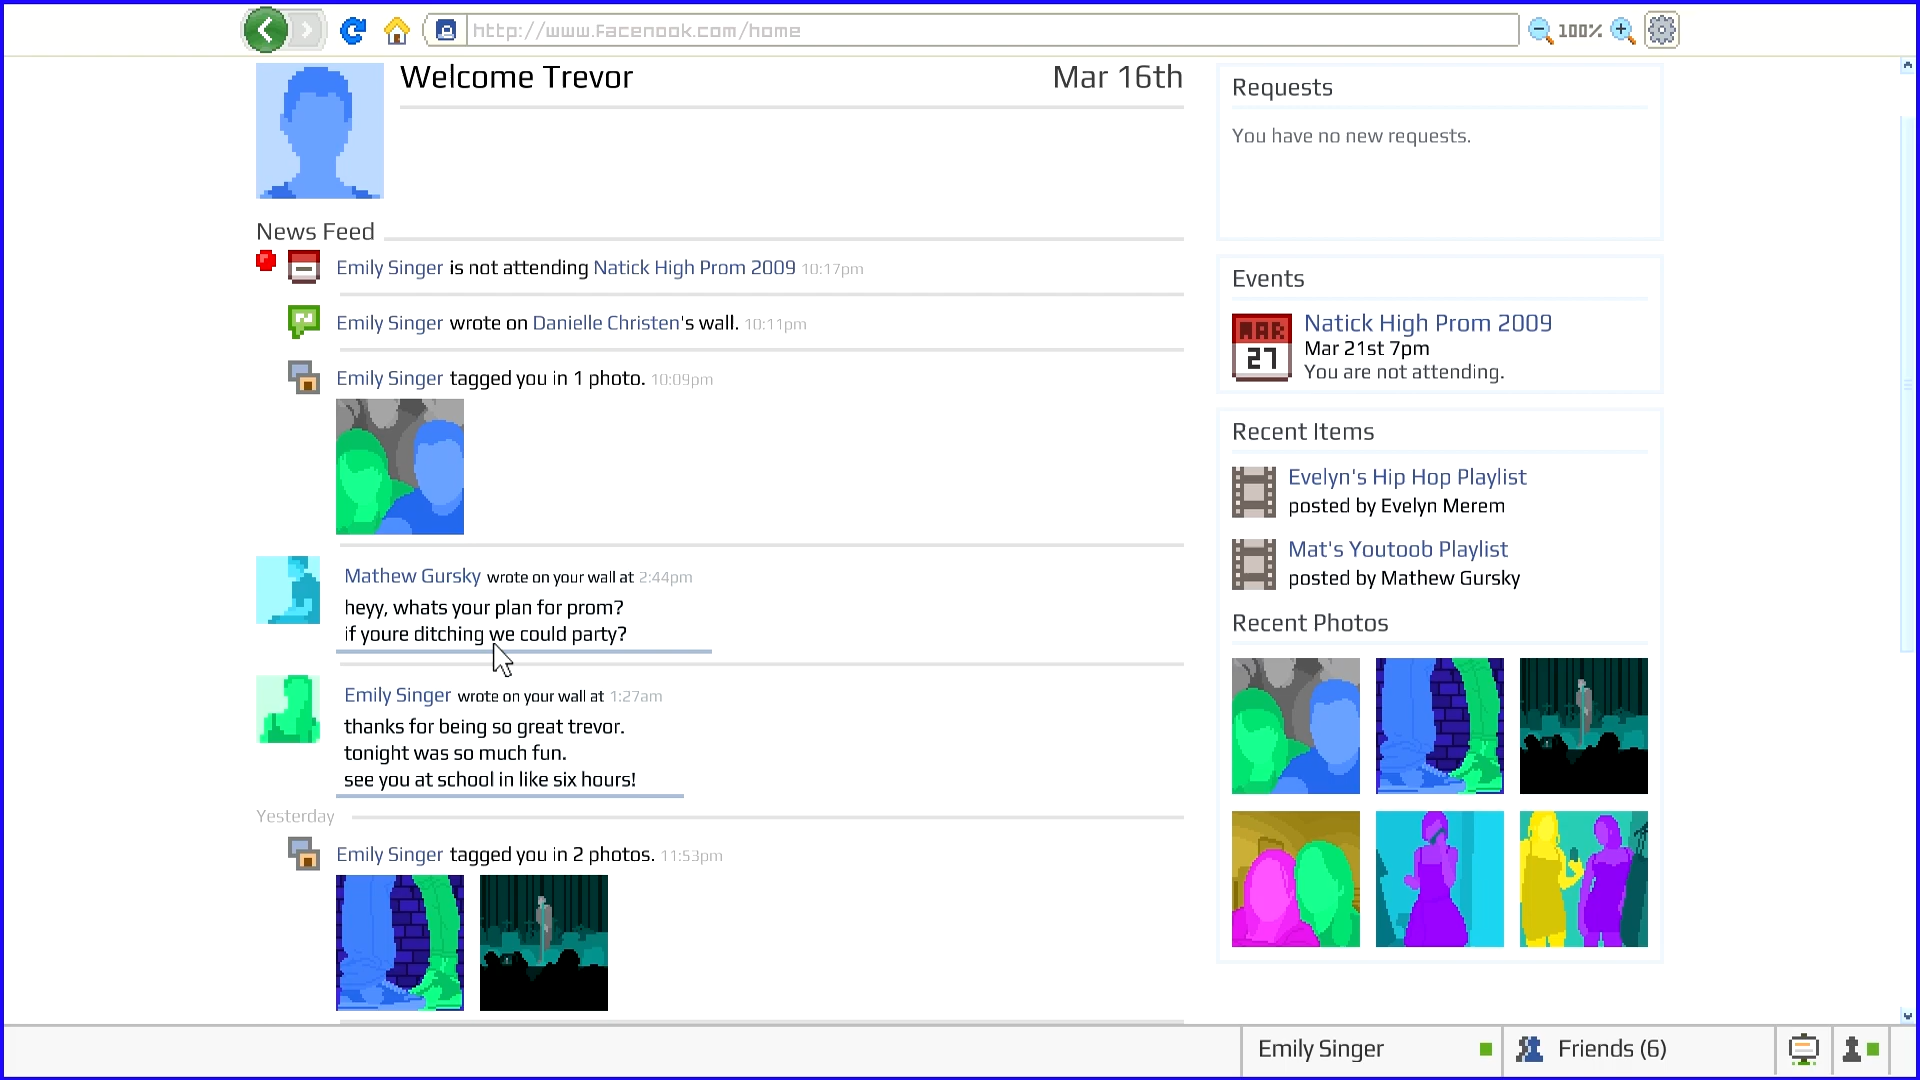 http://www.facenook.com/home
100%
Welcome Trevor
Mar 16th
News Feed
Emily Singer is not attending Natick High Prom 2009 10:17pm
Emily Singer wrote on Danielle Christen's wall. 10:11pm
Emily Singer tagged you in 1 photo. 10:09pm
Mathew Gursky wrote on your wall at 2:44pm
heyy, whats your plan for prom?
if youre ditching we could party?
Emily Singer wrote on your wall at 1:27am
thanks for being so great trevor.
tonight was so much fun.
see you at school in like six hours!
Yesterday
Emily Singer tagged you in 2 photos. 11:53pm
Requests
You have no new requests.
Events
MAR
27
Natick High Prom 2009
Mar 21st 7pm
You are not attending.
Recent Items
Evelyn's Hip Hop Playlist
posted by Evelyn Merem
Mat's Youtoob Playlist
posted by Mathew Gursky
Recent Photos
Emily Singer
Friends (6)